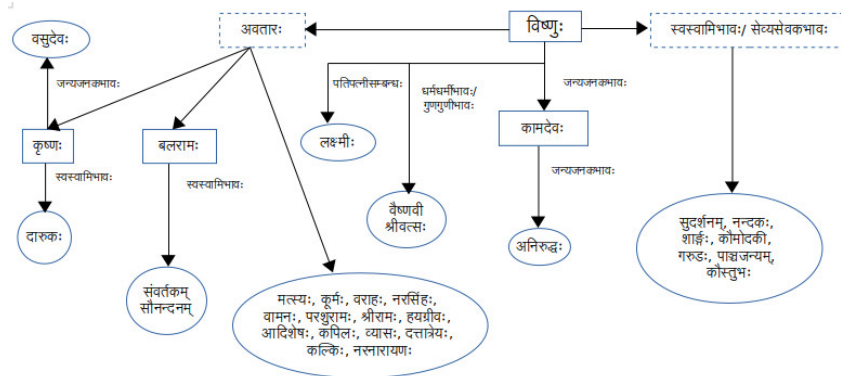 विष्णुः
अवतारः
स्वस्वामिभावः/ सेव्यसेवकभावः
वसुदेवः
जन्यजनकभावः
पतिपत्नीसम्बन्धः
धर्मधर्मीभावः/
गुणगुणीभावः
जन्यजनकभावः
कृष्णः
बलरामः
लक्ष्मीः
कामदेवः
स्वस्वामिभावः
स्वस्वामिभावः
जन्यजनकभावः
दारुकः
वैष्णवी
श्रीवत्सः
अनिरुद्धः
सुदर्शनम्, नन्दकः,
शार्ङ्गः, कौमोदकी,
गरुडः, पाञ्चजन्यम्,
कौस्तुभः
संवर्तकम्
सौनन्दनम्
मत्स्यः, कूर्मः, वराहः, नरसिंहः,
वामनः, परशुरामः, श्रीरामः, हयग्रीवः,
आदिशेषः, कपिलः, व्यासः, दत्तात्रेयः,
कल्किः, नरनारायणः